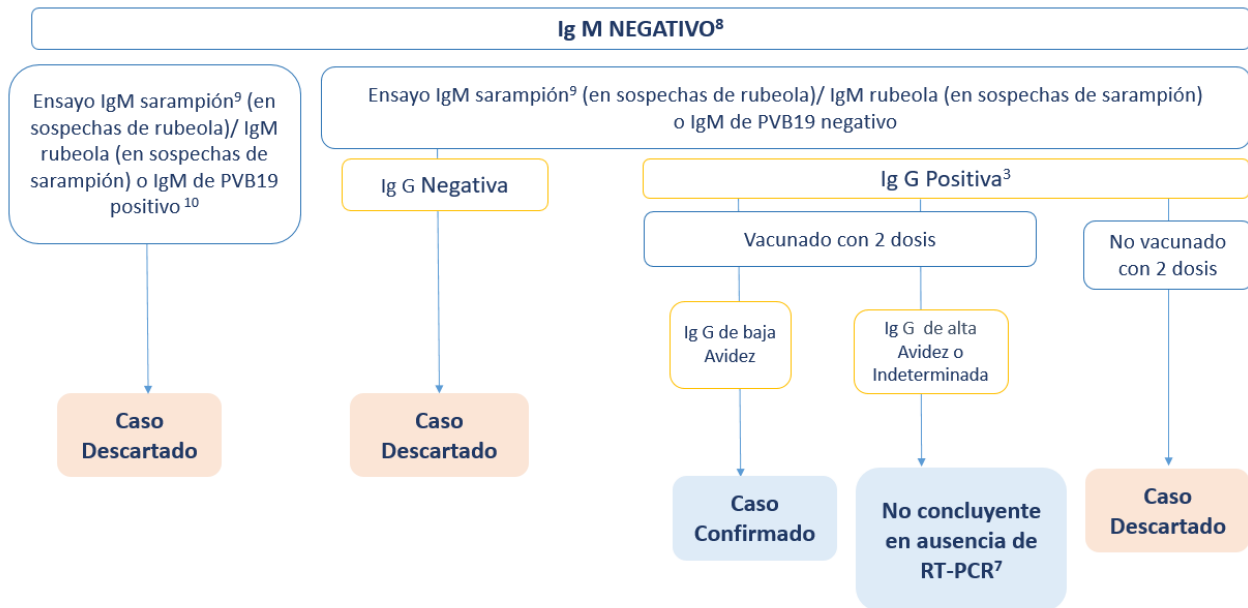 Ig M NEGATIVO⁸
Ensayo IgM sarampión⁹ (en
sospechas de rubeola)/ IgM
rubeola (en sospechas de
sarampión) o IgM de PVB19
positivo ¹⁰
Ensayo IgM sarampión⁹ (en sospechas de rubeola)/ IgM rubeola (en sospechas de sarampión)
o IgM de PVB19 negativo
Ig G Negativa
Ig G Positiva³
Vacunado con 2 dosis
No vacunado
con 2 dosis
Ig G de baja
Avidez
Ig G de alta
Avidez o
Indeterminada
Caso
Descartado
Caso
Descartado
Caso
Confirmado
No concluyente
en ausencia de
RT-PCR⁷
Caso
Descartado